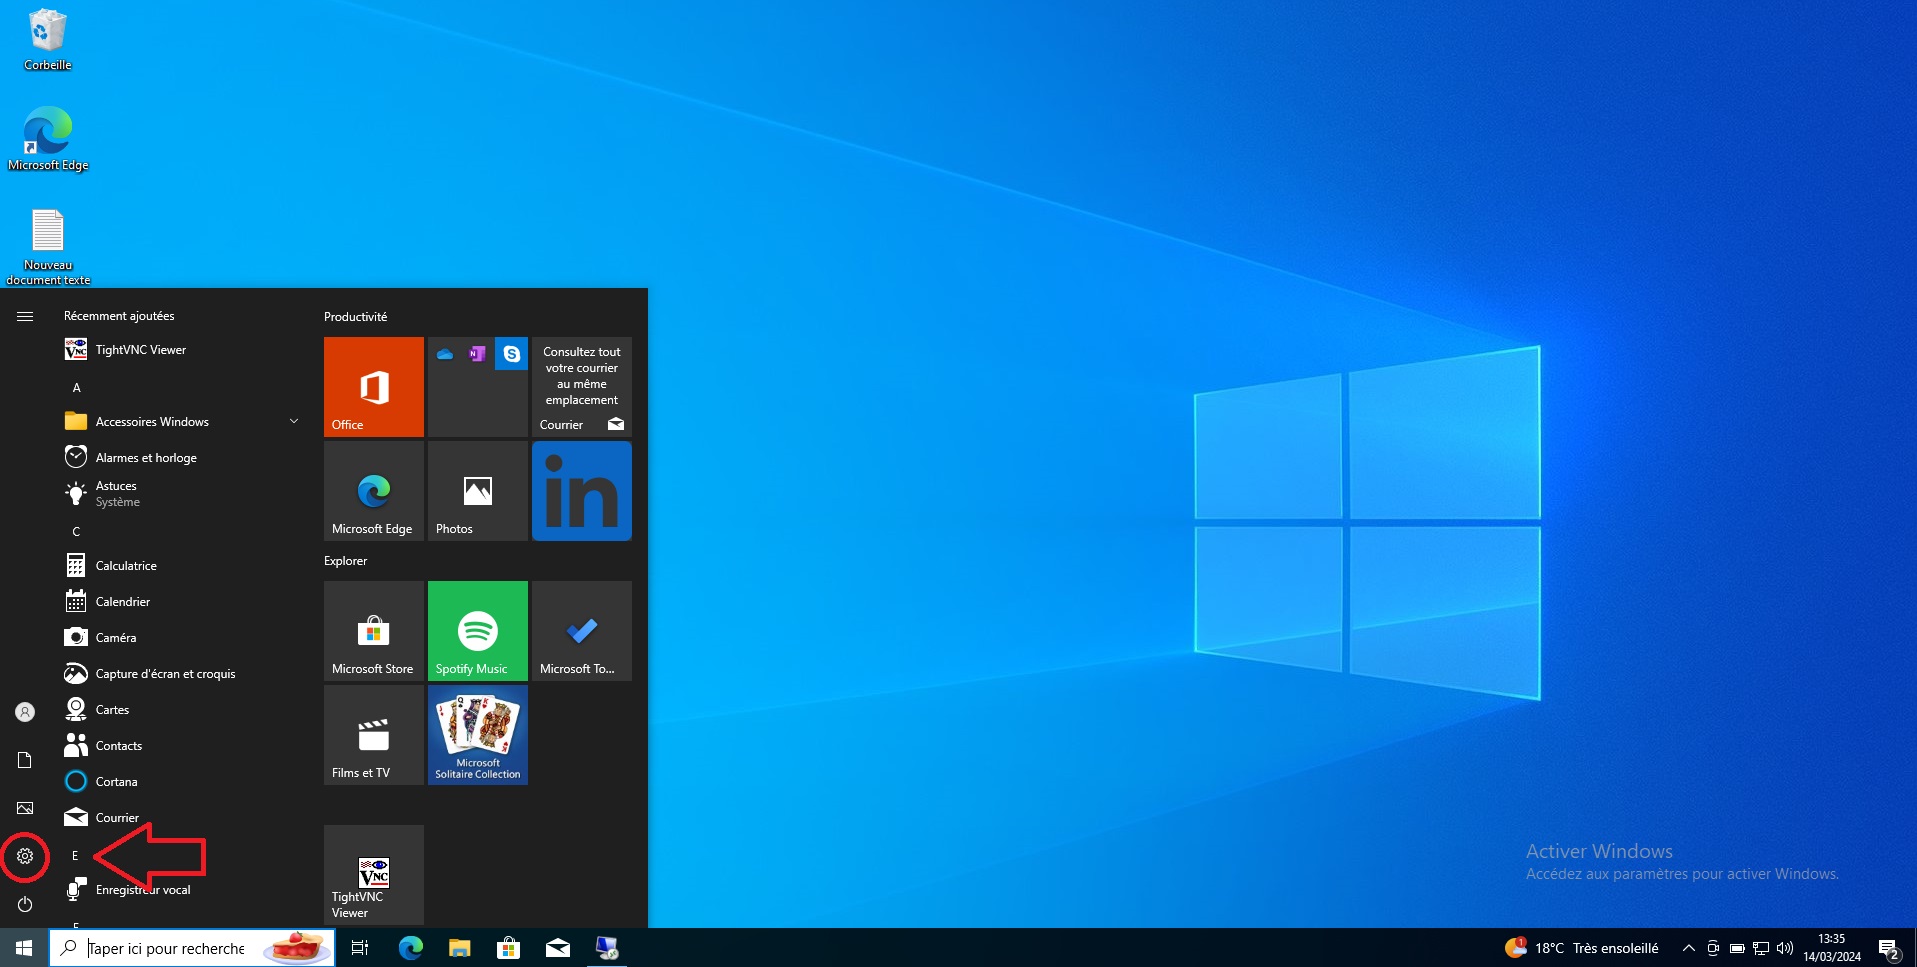 Corbeille
Microsoft Edge
Nouveau
document texte
Récemment ajoutées
TightVNC Viewer
A
Accessoires Windows
Alarmes et horloge
Astuces
Système
C
Calculatrice
Calendrier
Caméra
Capture d'écran et croquis
Cartes
Contacts
Cortana
Courrier
E
Enregistreur vocal
Productivité
Office
N
S
Consultez tout
votre courrier
au même
emplacement
Courrier
Microsoft Edge
Photos
in
Explorer
Microsoft Store
Spotify Music
Microsoft To...
Films et TV
Microsoft
Solitaire Collection
VNC
TightVNC
Viewer
Activer Windows
Accédez aux paramètres pour activer Windows.
Taper ici pour recherche
1
18°C Très ensoleillé
13:35
14/03/2024
2